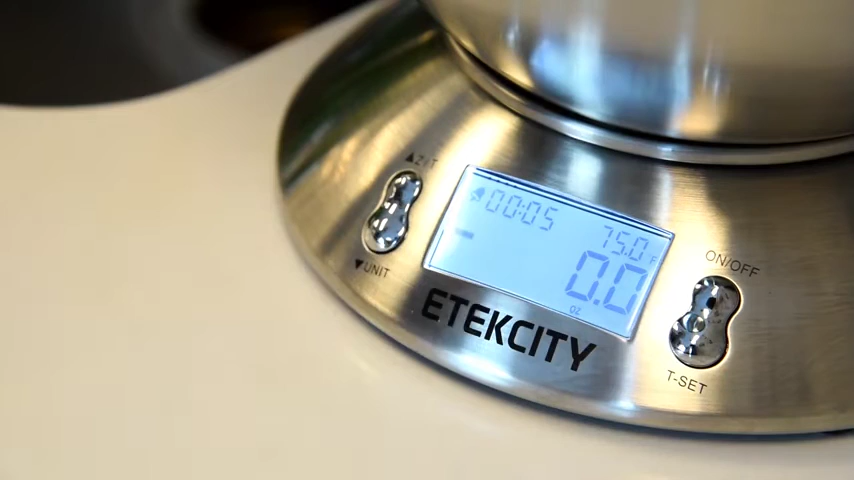 ▲Z/T
▼UNIT
00:05
75.0 F
- 0.0
OZ
ETEKCITY
ON/OFF
T-SET